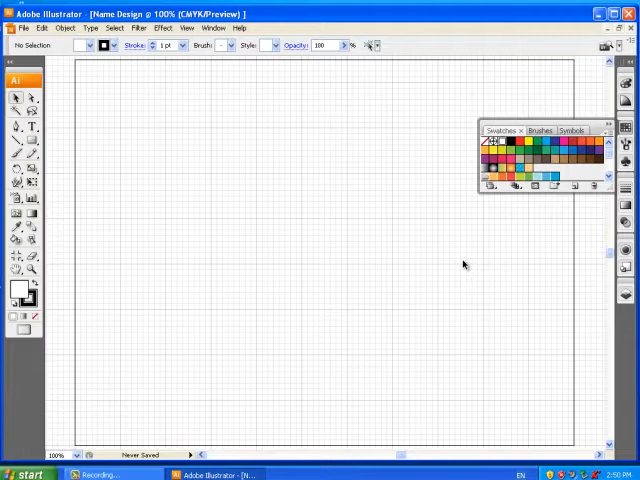 Adobe Illustrator - [Name Design @ 100% (CMYK/Preview) ]
File Edit Object Type Select Filter Effect View Window Help
No Selection Stroke: 1 pt Brush: Style: Opacity: 100 %
Ai
Swatches × Brushes Symbols
T
100% Never Saved
start Recording... Adobe Illustrator - [N... EN 2:50 PM